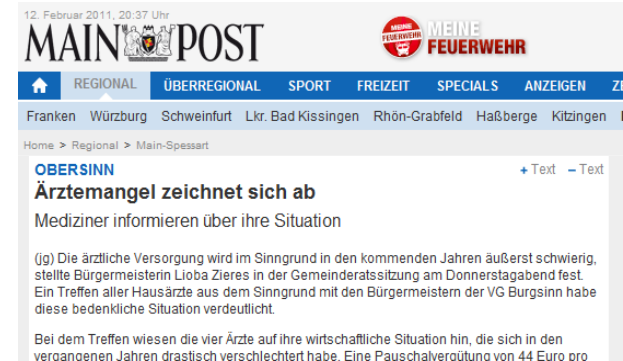 12. Februar 2011, 20:37 Uhr
MAIN POST
MEINE FEUERWEHR
MEINE
FEUERWEHR
REGIONAL ÜBERREGIONAL SPORT FREIZEIT SPECIALS ANZEIGEN
Franken Würzburg Schweinfurt Lkr. Bad Kissingen Rhön-Grabfeld Haßberge Kitzingen
Home > Regional > Main-Spessart
OBERSINN + Text – Text
Ärztemangel zeichnet sich ab
Mediziner informieren über ihre Situation
(jg) Die ärztliche Versorgung wird im Sinngrund in den kommenden Jahren äußerst schwierig,
stellte Bürgermeisterin Lioba Zieres in der Gemeinderatssitzung am Donnerstagabend fest.
Ein Treffen aller Hausärzte aus dem Sinngrund mit den Bürgermeistern der VG Burgsinn habe
diese bedenkliche Situation verdeutlicht.
Bei dem Treffen wiesen die vier Ärzte auf ihre wirtschaftliche Situation hin, die sich in den
vergangenen Jahren drastisch verschlechtert habe. Eine Pauschalvergütung von 44 Euro pro